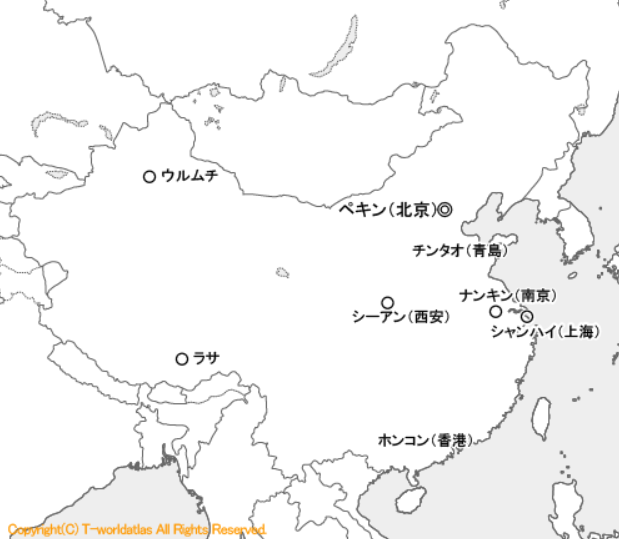 ウルムチ
ペキン(北京)
チンタオ(青島)
ナンキン(南京)
シーアン(西安)
シャンハイ(上海)
ラサ
ホンコン(香港)
Copyright(C) T-worldatlas All Rights Reserved.